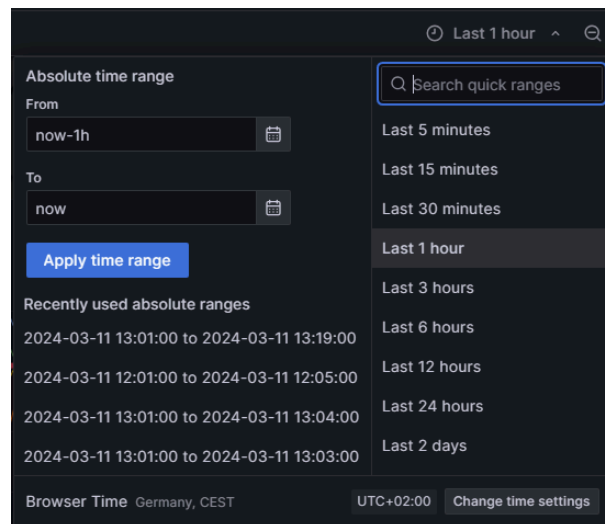 Last 1 hour
Absolute time range
From
now-1h
To
now
Apply time range
Recently used absolute ranges
2024-03-11 13:01:00 to 2024-03-11 13:19:00
2024-03-11 12:01:00 to 2024-03-11 12:05:00
2024-03-11 13:01:00 to 2024-03-11 13:04:00
2024-03-11 13:01:00 to 2024-03-11 13:03:00
Search quick ranges
Last 5 minutes
Last 15 minutes
Last 30 minutes
Last 1 hour
Last 3 hours
Last 6 hours
Last 12 hours
Last 24 hours
Last 2 days
Browser Time Germany, CEST UTC+02:00 Change time settings